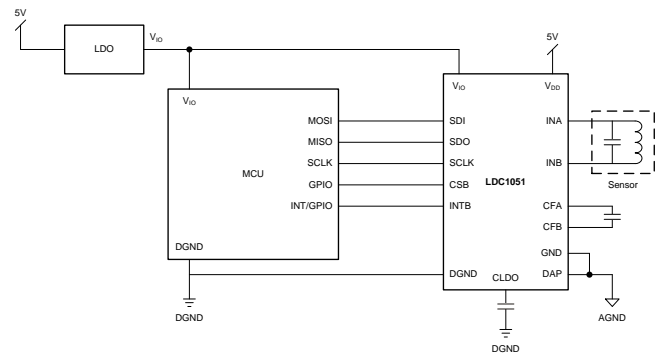 5V
LDO
VIO
5V
VIO
MOSI
MISO
SCLK
GPIO
INT/GPIO
MCU
DGND
DGND
VIO
VDD
SDI
SDO
SCLK
CSB
INTB
LDC1051
INA
INB
CFA
CFB
GND
DAP
DGND
CLDO
Sensor
AGND
DGND